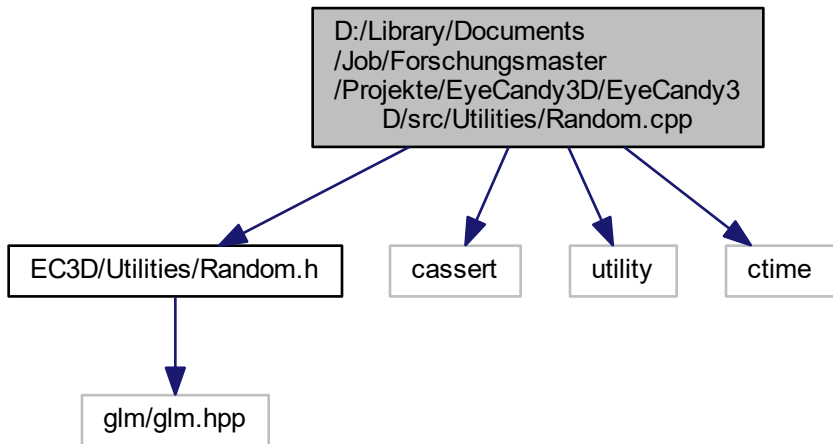 D:/Library/Documents
/Job/Forschungsmaster
/Projekte/EyeCandy3D/EyeCandy3
D/src/Utilities/Random.cpp
EC3D/Utilities/Random.h
cassert
utility
ctime
glm/glm.hpp